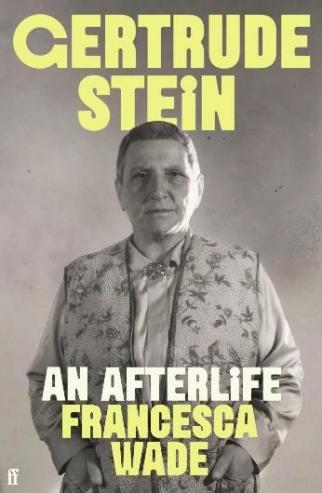 GERTRUDE
STEIN
AN AFTERLIFE
FRANCESCA
WADE
ff